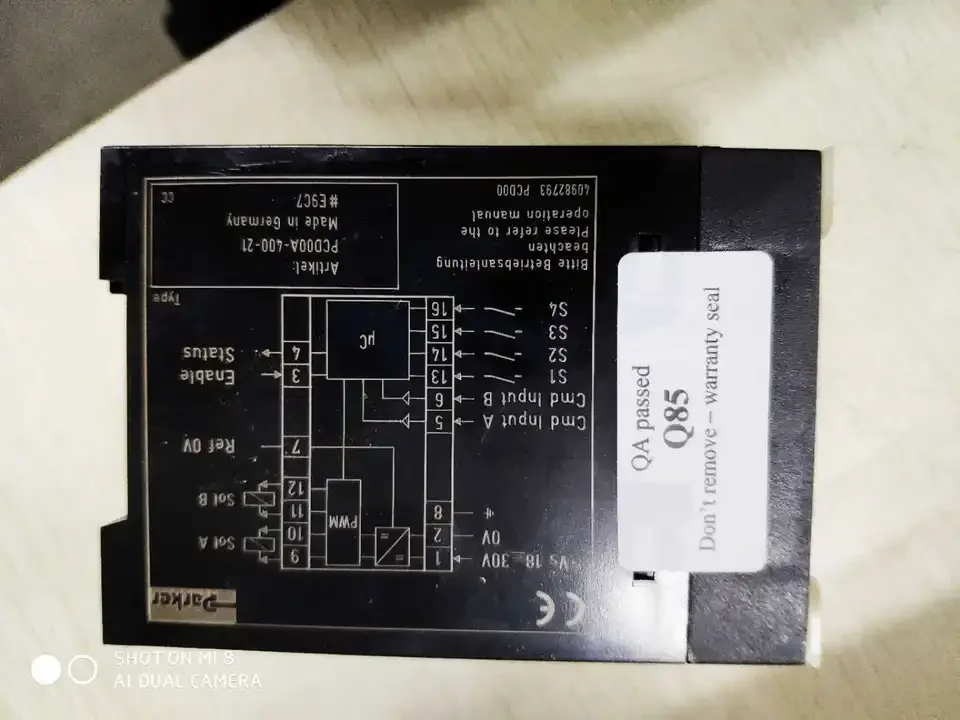 Parker
CE
Vs 18_30V
0V
Cmd Input A
Cmd Input B
S1
S2
S3
S4
1
2
8
5
6
13
14
15
16
PWM
µC
9
10
11
12
7
3
4
Sol A
Sol B
Ref 0V
Enable
Status
Type
Artikel:
PCD00A-400-21
Made in Germany
#E9C7
CC
Bitte Betriebsanleitung
beachten
Please refer to the
operation manual
40982793 PCD00
QA passed
Q85
Don't remove – warranty seal
SHOT ON MI 8
AI DUAL CAMERA